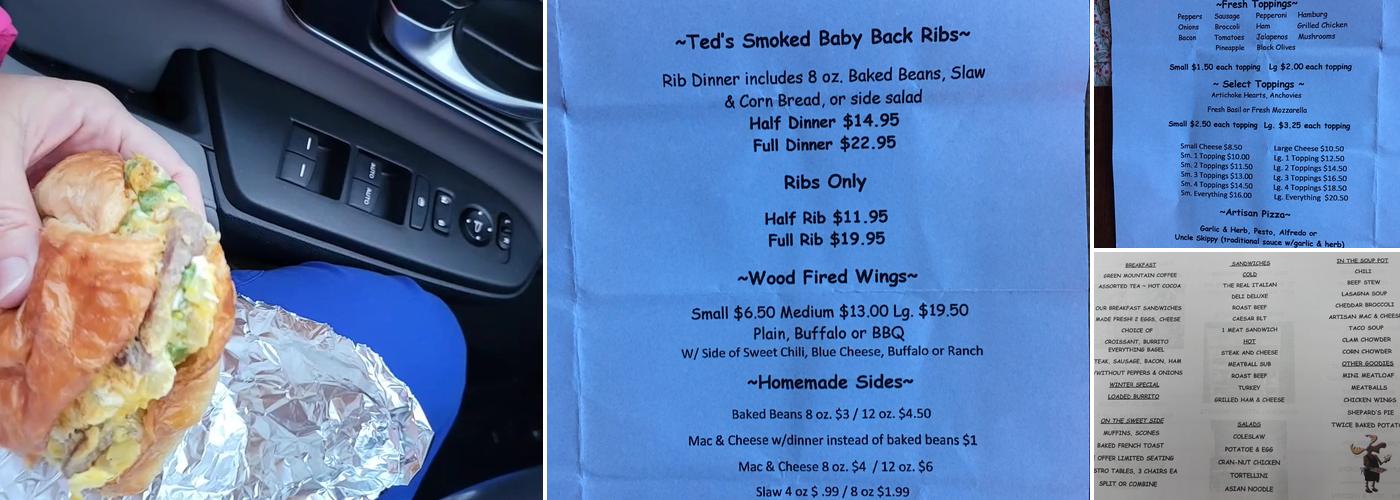 AUTO
AUTO
~Ted's Smoked Baby Back Ribs~
Rib Dinner includes 8 oz. Baked Beans, Slaw
& Corn Bread, or side salad
Half Dinner $14.95
Full Dinner $22.95
Ribs Only
Half Rib $11.95
Full Rib $19.95
~Wood Fired Wings~
Small $6.50 Medium $13.00 Lg. $19.50
Plain, Buffalo or BBQ
W/ Side of Sweet Chili, Blue Cheese, Buffalo or Ranch
~Homemade Sides~
Baked Beans 8 oz. $3 / 12 oz. $4.50
Mac & Cheese w/dinner instead of baked beans $1
Mac & Cheese 8 oz. $4 / 12 oz. $6
Slaw 4 oz $ .99 / 8 oz $1.99
~Fresh Toppings~
Peppers Sausage Pepperoni Hamburg
Onions Broccoli Ham Grilled Chicken
Bacon Tomatoes Jalapenos Mushrooms
Pineapple Black Olives
Small $1.50 each topping Lg $2.00 each topping
~ Select Toppings ~
Artichoke Hearts, Anchovies
Fresh Basil or Fresh Mozzarella
Small $2.50 each topping Lg. $3.25 each topping
Small Cheese $8.50 Large Cheese $10.50
Sm. 1 Topping $10.00 Lg. 1 Topping $12.50
Sm. 2 Toppings $11.50 Lg. 2 Toppings $14.50
Sm. 3 Toppings $13.00 Lg. 3 Toppings $16.50
Sm. 4 Toppings $14.50 Lg. 4 Toppings $18.50
Sm. Everything $16.00 Lg. Everything $20.50
~Artisan Pizza~
Garlic & Herb, Pesto, Alfredo or
Uncle Skippy (traditional sauce w/garlic & herb)
BREAKFAST
GREEN MOUNTAIN COFFEE
ASSORTED TEA ~ HOT COCOA
OUR BREAKFAST SANDWICHES
MADE FRESH! 2 EGGS, CHEESE
CHOICE OF
CROISSANT, BURRITO
EVERYTHING BAGEL
TEAK, SAUSAGE, BACON, HAM
/WITHOUT PEPPERS & ONIONS
WINTER SPECIAL
LOADED BURRITO
ON THE SWEET SIDE
MUFFINS, SCONES
BAKED FRENCH TOAST
OFFER LIMITED SEATING
STRO TABLES, 3 CHAIRS EA
SPLIT OR COMBINE
SANDWICHES
COLD
THE REAL ITALIAN
DELI DELUXE
ROAST BEEF
CAESAR BLT
1 MEAT SANDWICH
HOT
STEAK AND CHEESE
MEATBALL SUB
ROAST BEEF
TURKEY
GRILLED HAM & CHEESE
SALADS
COLESLAW
POTATOE & EGG
CRAN-NUT CHICKEN
TORTELLINI
ASIAN NOODLE
IN THE SOUP POT
CHILI
BEEF STEW
LASAGNA SOUP
CHEDDAR BROCCOLI
ARTISAN MAC & CHEES
TACO SOUP
CLAM CHOWDER
CORN CHOWDER
OTHER GOODIES
MINI MEATLOAF
MEATBALLS
CHICKEN WINGS
SHEPARD'S PIE
TWICE BAKED POTATO